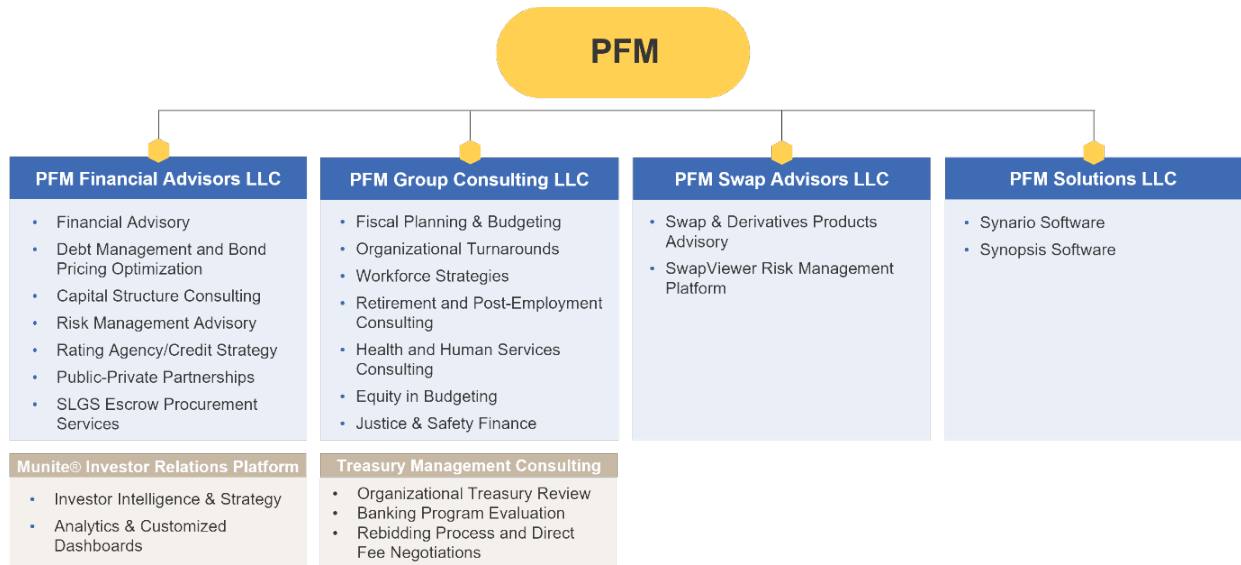 PFM
PFM Financial Advisors LLC
• Financial Advisory
• Debt Management and Bond
Pricing Optimization
• Capital Structure Consulting
• Risk Management Advisory
• Rating Agency/Credit Strategy
• Public-Private Partnerships
• SLGS Escrow Procurement
Services
Munite® Investor Relations Platform
• Investor Intelligence & Strategy
• Analytics & Customized
Dashboards
PFM Group Consulting LLC
• Fiscal Planning & Budgeting
• Organizational Turnarounds
• Workforce Strategies
• Retirement and Post-Employment
Consulting
• Health and Human Services
Consulting
• Equity in Budgeting
• Justice & Safety Finance
Treasury Management Consulting
• Organizational Treasury Review
• Banking Program Evaluation
• Rebidding Process and Direct
Fee Negotiations
PFM Swap Advisors LLC
• Swap & Derivatives Products
Advisory
• SwapViewer Risk Management
Platform
PFM Solutions LLC
▪ Synario Software
▪ Synopsis Software